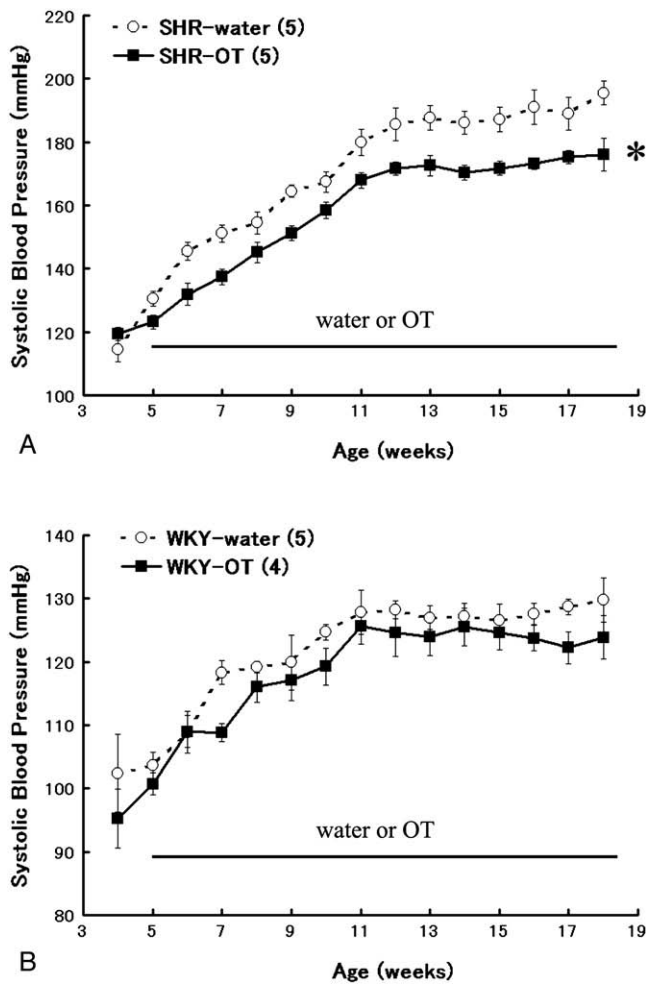 SHR-water (5)
SHR-OT (5)
Systolic Blood Pressure (mmHg)
220
200
180
160
140
120
100
*
water or OT
3 5 7 9 11 13 15 17 19
Age (weeks)
A
WKY-water (5)
WKY-OT (4)
Systolic Blood Pressure (mmHg)
140
130
120
110
100
90
80
water or OT
3 5 7 9 11 13 15 17 19
Age (weeks)
B